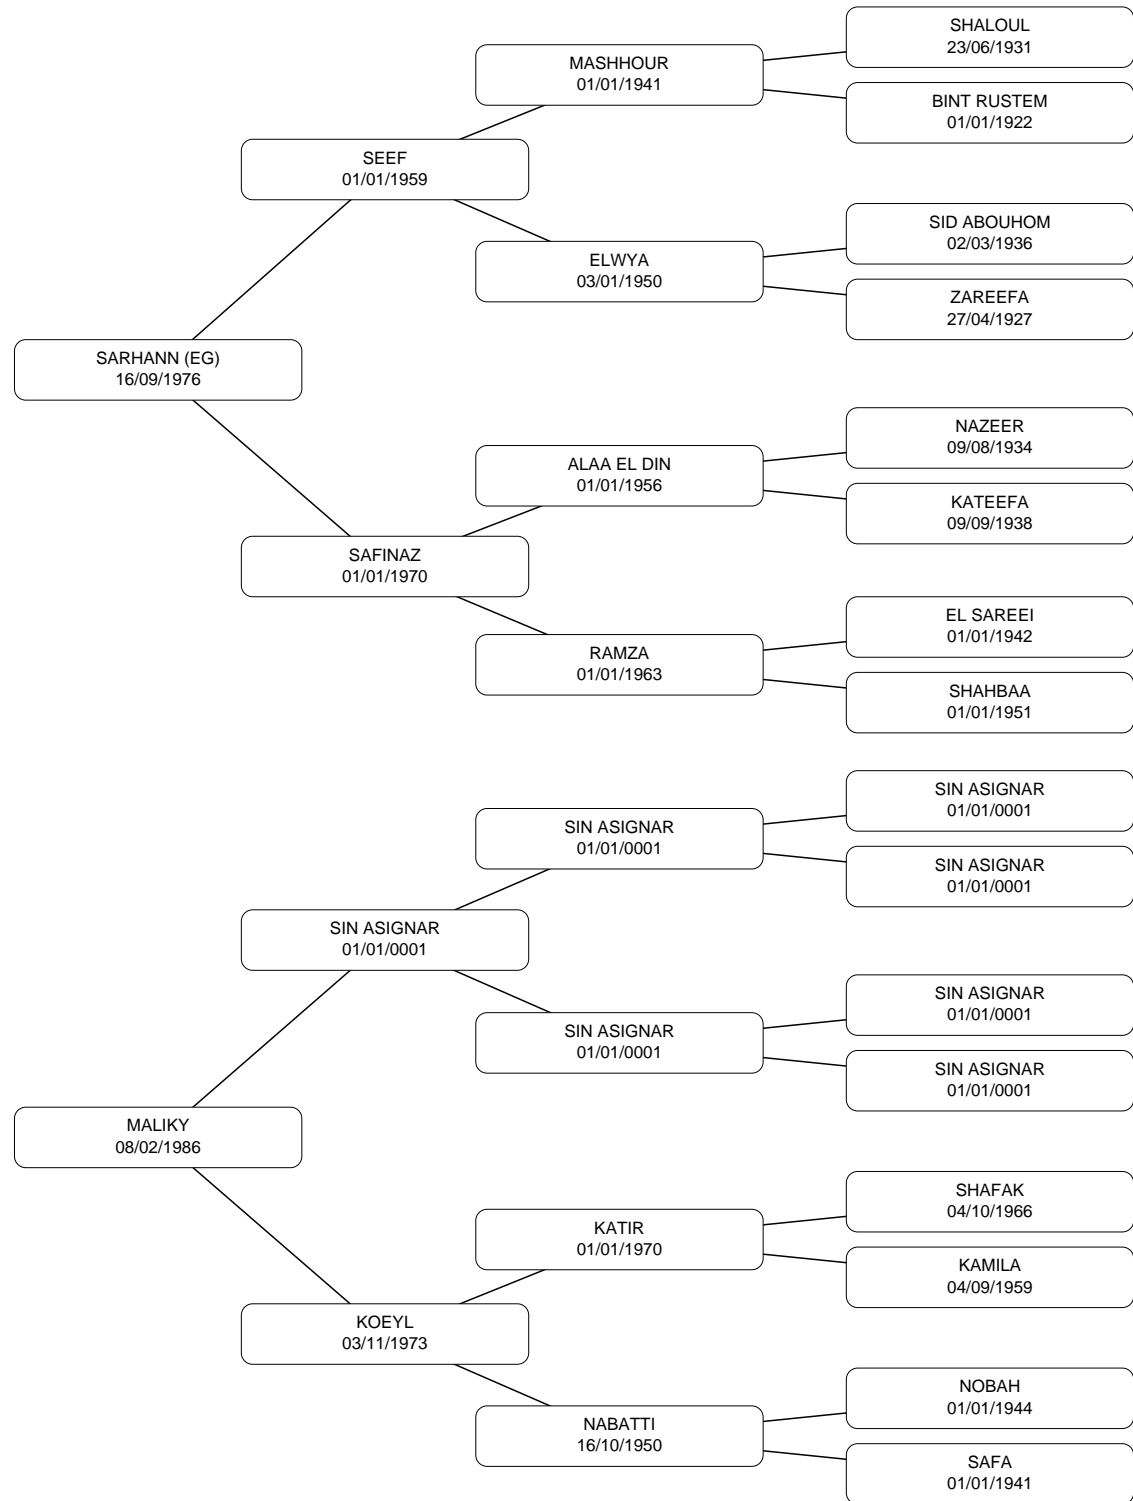 SHALOUL
23/06/1931
MASHHOUR
01/01/1941
BINT RUSTEM
01/01/1922
SEEF
01/01/1959
SID ABOUHOM
02/03/1936
ELWYA
03/01/1950
ZAREEFA
27/04/1927
SARHANN (EG)
16/09/1976
NAZEER
09/08/1934
ALAA EL DIN
01/01/1956
KATEEFA
09/09/1938
SAFINAZ
01/01/1970
EL SAREEI
01/01/1942
RAMZA
01/01/1963
SHAHBAA
01/01/1951
SIN ASIGNAR
01/01/0001
SIN ASIGNAR
01/01/0001
SIN ASIGNAR
01/01/0001
SIN ASIGNAR
01/01/0001
SIN ASIGNAR
01/01/0001
SIN ASIGNAR
01/01/0001
SIN ASIGNAR
01/01/0001
MALIKY
08/02/1986
SHAFAK
04/10/1966
KATIR
01/01/1970
KAMILA
04/09/1959
KOEYL
03/11/1973
NOBAH
01/01/1944
NABATTI
16/10/1950
SAFA
01/01/1941